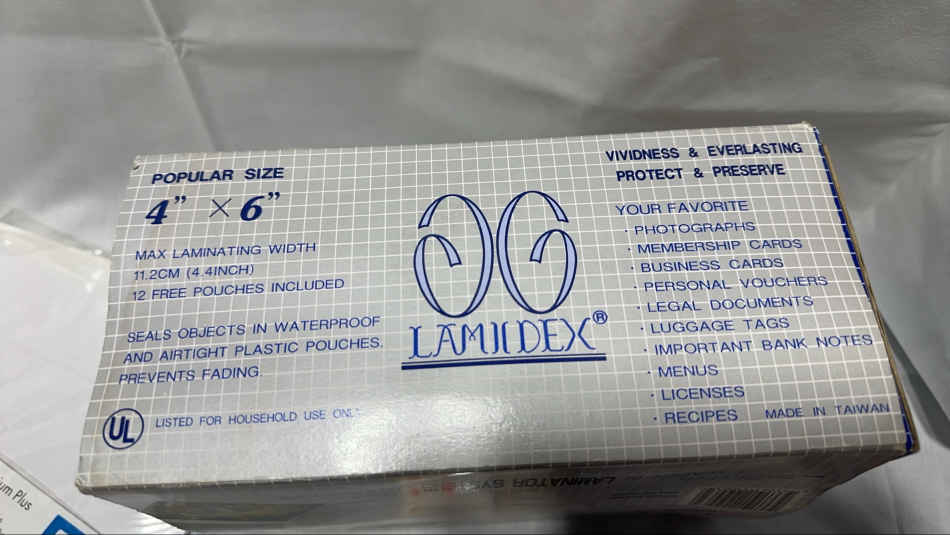 POPULAR SIZE
4” ×6”
MAX LAMINATING WIDTH
11.2CM (4.4INCH)
12 FREE POUCHES INCLUDED
SEALS OBJECTS IN WATERPROOF
AND AIRTIGHT PLASTIC POUCHES.
PREVENTS FADING.
UL
LISTED FOR HOUSEHOLD USE ONLY
LAMIDEX®
VIVIDNESS & EVERLASTING
PROTECT & PRESERVE
YOUR FAVORITE
· PHOTOGRAPHS
· MEMBERSHIP CARDS
· BUSINESS CARDS
· PERSONAL VOUCHERS
· LEGAL DOCUMENTS
· LUGGAGE TAGS
· IMPORTANT BANK NOTES
· MENUS
· LICENSES
· RECIPES
MADE IN TAIWAN
LAMINATOR
Plus